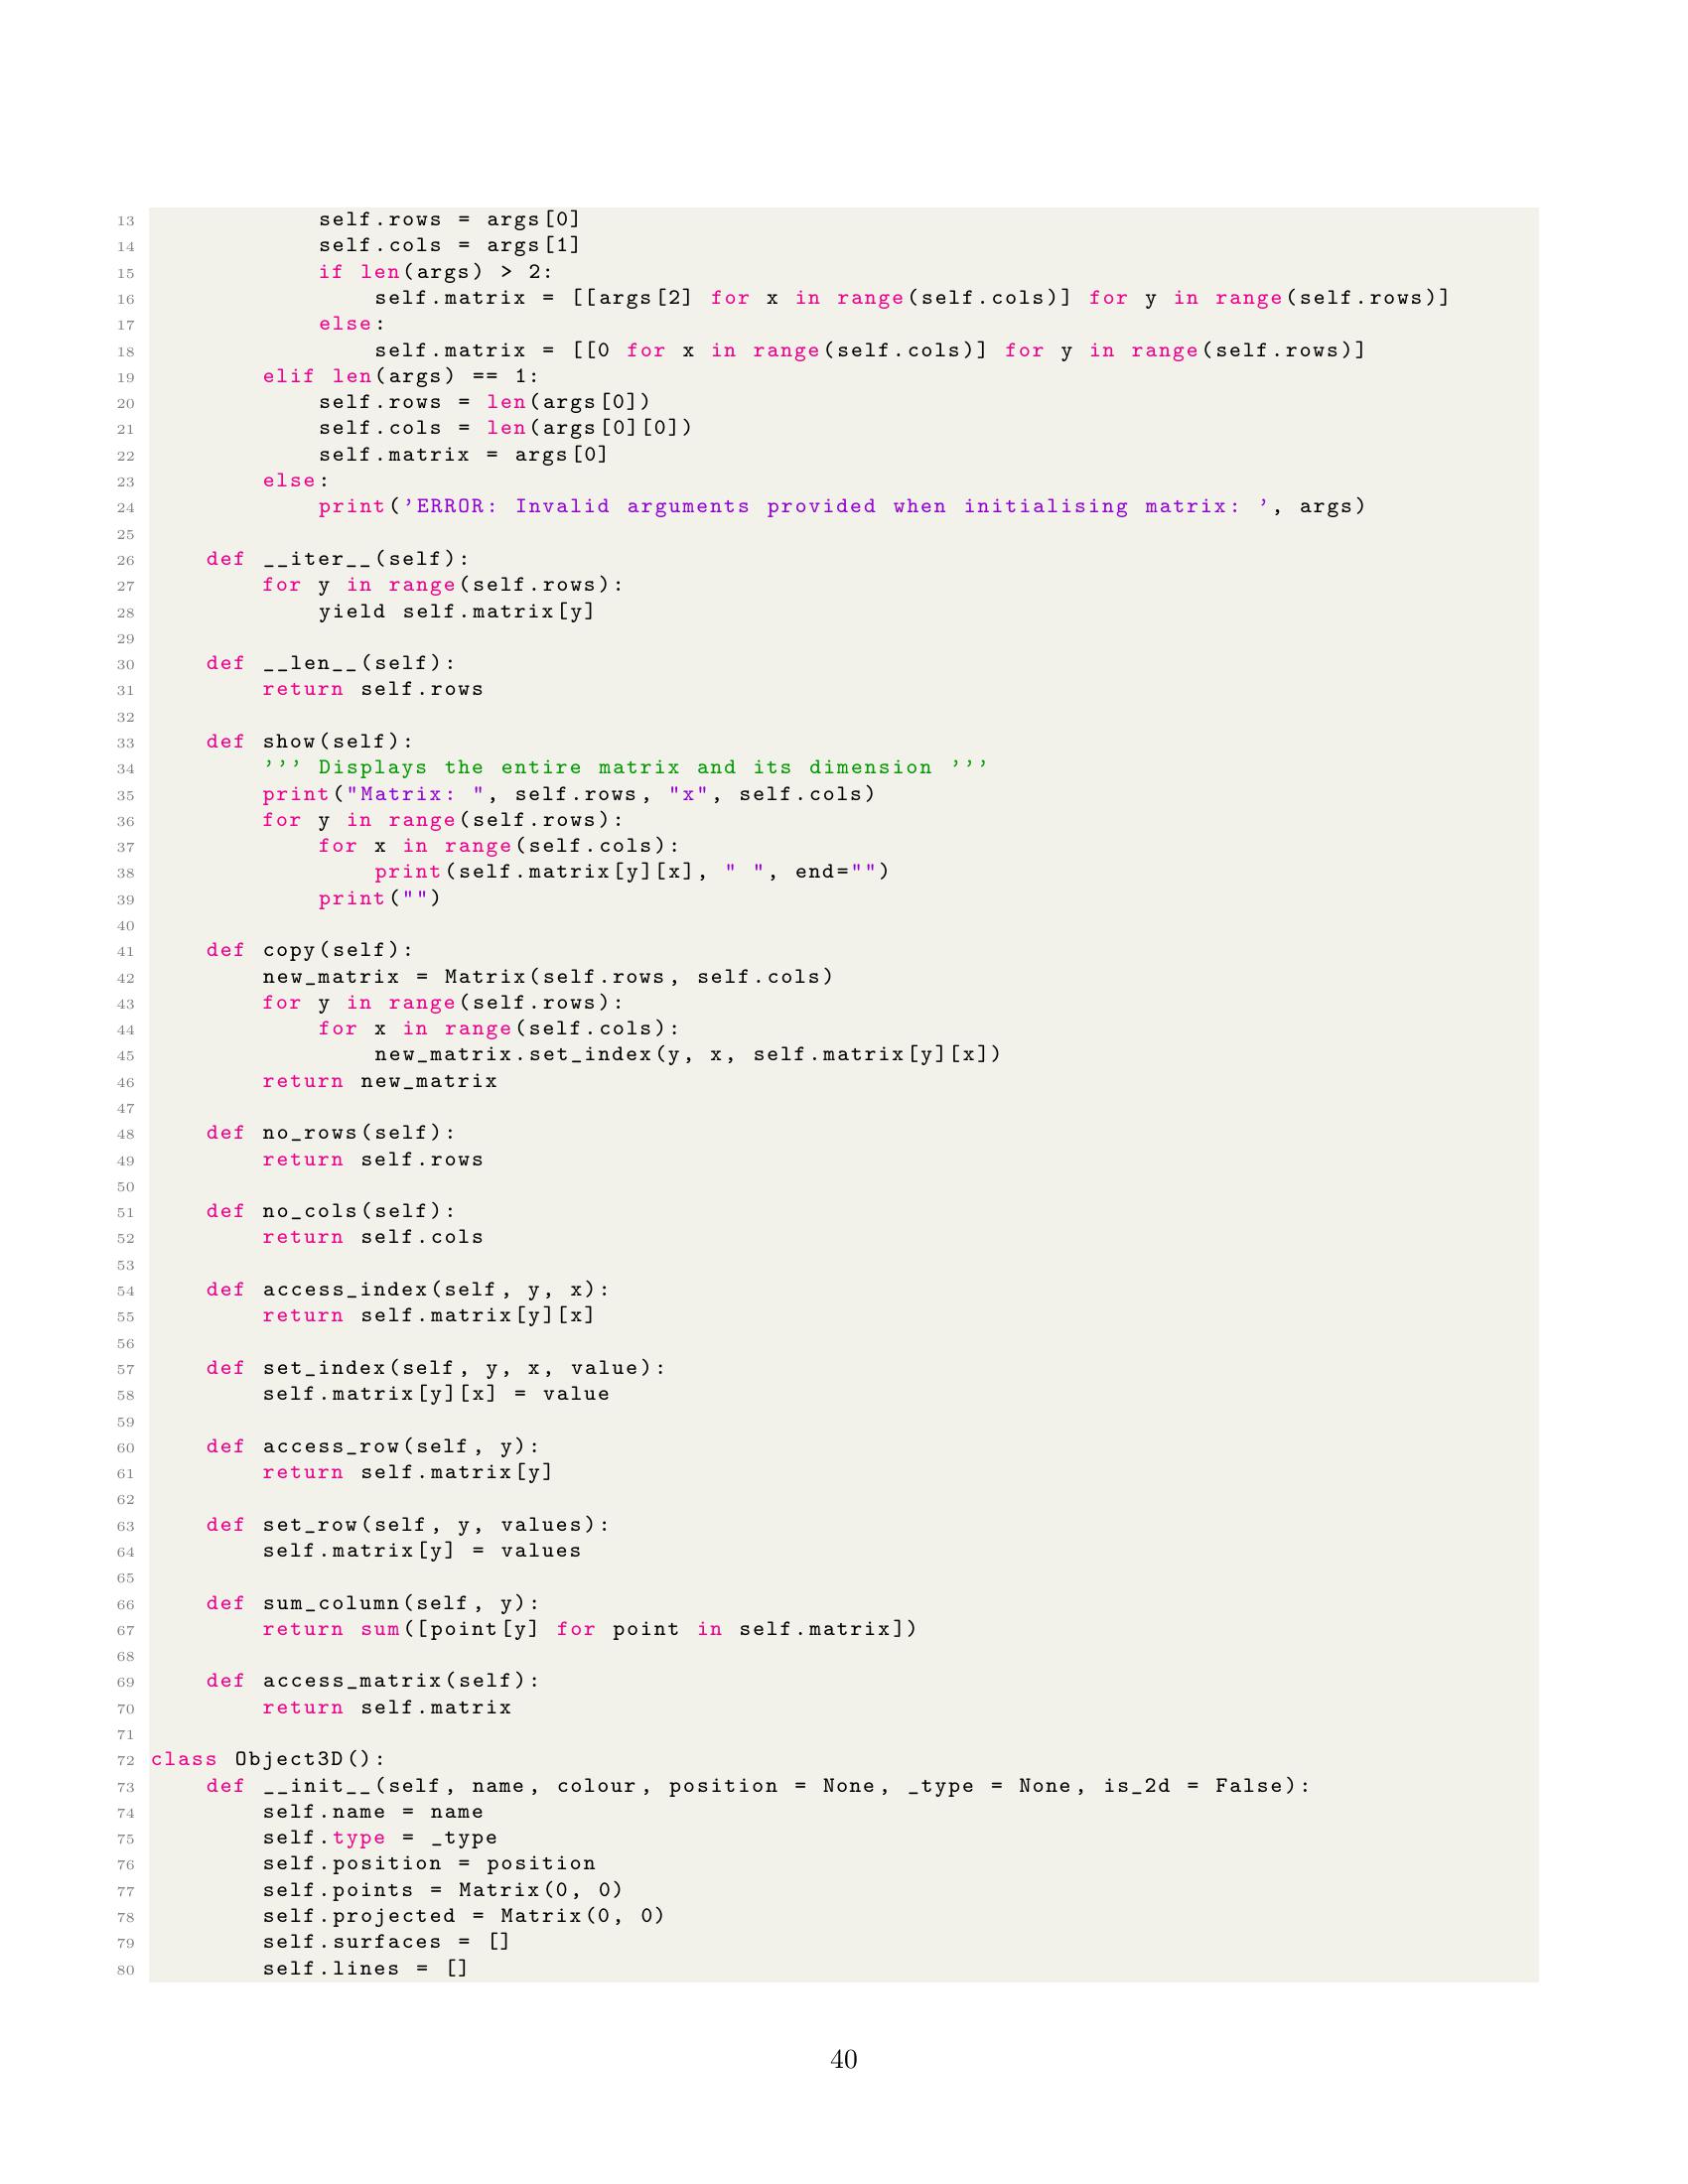 13             self.rows = args[0]
14             self.cols = args[1]
15             if len(args) > 2:
16                 self.matrix = [[args[2] for x in range(self.cols)] for y in range(self.rows)]
17             else:
18                 self.matrix = [[0 for x in range(self.cols)] for y in range(self.rows)]
19         elif len(args) == 1:
20             self.rows = len(args[0])
21             self.cols = len(args[0][0])
22             self.matrix = args[0]
23         else:
24             print('ERROR: Invalid arguments provided when initialising matrix: ', args)
25
26     def __iter__(self):
27         for y in range(self.rows):
28             yield self.matrix[y]
29
30     def __len__(self):
31         return self.rows
32
33     def show(self):
34         ''' Displays the entire matrix and its dimension '''
35         print("Matrix: ", self.rows, "x", self.cols)
36         for y in range(self.rows):
37             for x in range(self.cols):
38                 print(self.matrix[y][x], " ", end="")
39             print("")
40
41     def copy(self):
42         new_matrix = Matrix(self.rows, self.cols)
43         for y in range(self.rows):
44             for x in range(self.cols):
45                 new_matrix.set_index(y, x, self.matrix[y][x])
46         return new_matrix
47
48     def no_rows(self):
49         return self.rows
50
51     def no_cols(self):
52         return self.cols
53
54     def access_index(self, y, x):
55         return self.matrix[y][x]
56
57     def set_index(self, y, x, value):
58         self.matrix[y][x] = value
59
60     def access_row(self, y):
61         return self.matrix[y]
62
63     def set_row(self, y, values):
64         self.matrix[y] = values
65
66     def sum_column(self, y):
67         return sum([point[y] for point in self.matrix])
68
69     def access_matrix(self):
70         return self.matrix
71
72 class Object3D():
73     def __init__(self, name, colour, position = None, _type = None, is_2d = False):
74         self.name = name
75         self.type = _type
76         self.position = position
77         self.points = Matrix(0, 0)
78         self.projected = Matrix(0, 0)
79         self.surfaces = []
80         self.lines = []
40